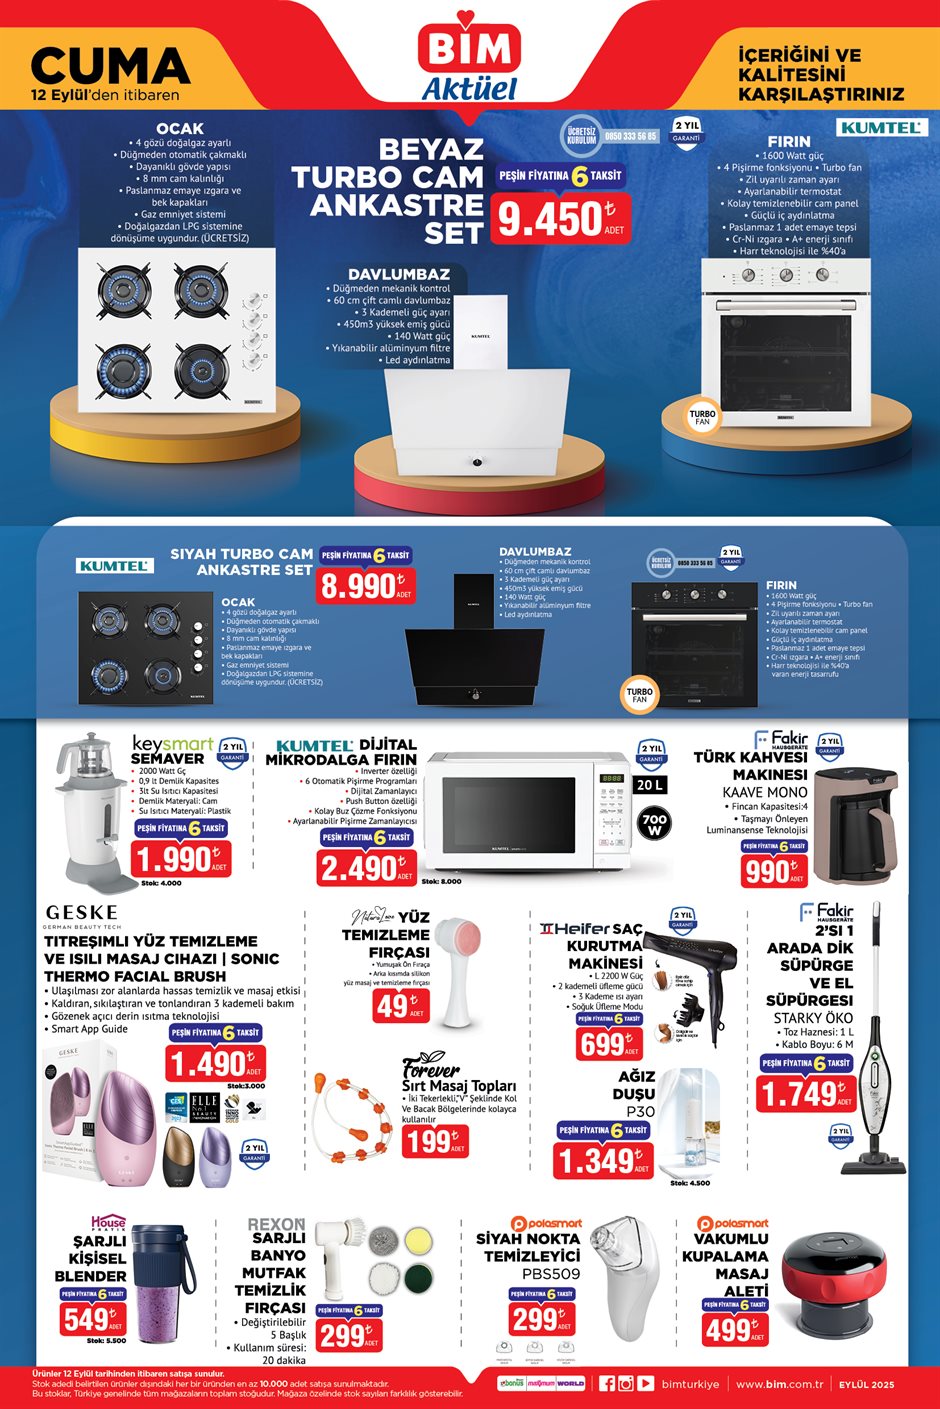 CUMA
12 Eylül'den itibaren
BİM
Aktüel
İÇERİĞİNİ VE
KALİTESİNİ
KARŞILAŞTIRINIZ
OCAK
• 4 gözü doğalgaz ayarlı
• Düğmeden otomatik çakmaklı
• Dayanıklı gövde yapısı
• 8 mm cam kalınlığı
• Paslanmaz emaye ızgara ve
bek kapakları
• Gaz emniyet sistemi
• Doğalgazdan LPG sistemine
dönüşüme uygundur. (ÜCRETSİZ)
BEYAZ
TURBO CAM
ANKASTRE
SET
ÜCRETSİZ
KURULUM
0850 333 56 85
2 YIL
GARANTİ
PEŞİN FİYATINA 6 TAKSİT
9.450₺
ADET
KUMTEL
FIRIN
• 1600 Watt güç
• 4 Pişirme fonksiyonu • Turbo fan
• Zil uyarılı zaman ayarı
• Ayarlanabilir termostat
• Kolay temizlenebilir cam panel
• Güçlü iç aydınlatma
• Paslanmaz 1 adet emaye tepsi
• Cr-Ni ızgara • A+ enerji sınıfı
• Harr teknolojisi ile %40'a
DAVLUMBAZ
• Düğmeden mekanik kontrol
• 60 cm çift camlı davlumbaz
• 3 Kademeli güç ayarı
• 450m3 yüksek emiş gücü
• 140 Watt güç
• Yıkanabilir alüminyum filtre
• Led aydınlatma
KUMTEL
KUMTEL
TURBO
FAN
KUMTEL
SIYAH TURBO CAM
ANKASTRE SET
PEŞİN FİYATINA 6 TAKSİT
8.990₺
ADET
OCAK
• 4 gözü doğalgaz ayarlı
• Düğmeden otomatik çakmaklı
• Dayanıklı gövde yapısı
• 8 mm cam kalınlığı
• Paslanmaz emaye ızgara ve
bek kapakları
• Gaz emniyet sistemi
• Doğalgazdan LPG sistemine
dönüşüme uygundur. (ÜCRETSİZ)
DAVLUMBAZ
• Düğmeden mekanik kontrol
• 60 cm çift camlı davlumbaz
• 3 Kademeli güç ayarı
• 450m3 yüksek emiş gücü
• 140 Watt güç
• Yıkanabilir alüminyum filtre
• Led aydınlatma
ÜCRETSİZ
KURULUM
0850 333 56 85
2 YIL
GARANTİ
FIRIN
• 1600 Watt güç
• 4 Pişirme fonksiyonu • Turbo fan
• Zil uyarılı zaman ayarı
• Ayarlanabilir termostat
• Kolay temizlenebilir cam panel
• Güçlü iç aydınlatma
• Paslanmaz 1 adet emaye tepsi
• Cr-Ni ızgara • A+ enerji sınıfı
• Harr teknolojisi ile %40'a
varan enerji tasarrufu
TURBO
FAN
keysmart
SEMAVER
2 YIL
GARANTİ
• 2000 Watt Gç
• 0,9 lt Demlik Kapasites
• 3lt Su Isıtıcı Kapasitesi
• Demlik Materyali: Cam
• Su Isıtıcı Materyali: Plastik
PEŞİN FİYATINA 6 TAKSİT
1.990₺
ADET
Stok: 4.000
KUMTEL DİJİTAL
MİKRODALGA FIRIN
• Inverter özelliği
• 6 Otomatik Pişirme Programları
• Dijital Zamanlayıcı
• Push Button özelliği
• Kolay Buz Çözme Fonksiyonu
• Ayarlanabilir Pişirme Zamanlayıcısı
PEŞİN FİYATINA 6 TAKSİT
2.490₺
ADET
Stok: 8.000
KUMTEL
2 YIL
GARANTİ
20 L
700
W
Fakir
HAUSGERÄTE
2 YIL
GARANTİ
TÜRK KAHVESI
MAKINESI
KAAVE MONO
• Fincan Kapasitesi:4
• Taşmayı Önleyen
Luminansense Teknolojisi
PEŞİN FİYATINA 6 TAKSİT
990₺
ADET
GESKE
GERMAN BEAUTY TECH
TITREŞIMLI YÜZ TEMIZLEME
VE ISILI MASAJ CIHAZI | SONIC
THERMO FACIAL BRUSH
• Ulaşılması zor alanlarda hassas temizlik ve masaj etkisi
• Kaldıran, sıkılaştıran ve tonlandıran 3 kademeli bakım
• Gözenek açıcı derin ısıtma teknolojisi
• Smart App Guide
PEŞİN FİYATINA 6 TAKSİT
1.490₺
ADET
Stok:3.000
GESKE
GESKE
ELLE
No.1
2 YIL
GARANTİ
NatureLove YÜZ
TEMIZLEME
FIRÇASI
• Yumuşak Ön Fırça
• Arka kısımda silikon
yüz masaj ve temizleme fırçası
49₺
ADET
Forever
Sırt Masaj Topları
• İki Tekerlekli,"V" Şeklinde Kol
Ve Bacak Bölgelerinde kolayca
kullanılır
199₺
ADET
2 YIL
GARANTİ
Heifer SAÇ
KURUTMA
MAKİNESİ
• L 2200 W Güç
• 2 kademeli üfleme gücü
• 3 Kademe ısı ayarı
• Soğuk Üfleme Modu
PEŞİN FİYATINA 6 TAKSİT
699₺
ADET
AĞIZ
DUŞU
P30
PEŞİN FİYATINA 6 TAKSİT
1.349₺
ADET
Stok: 4.500
Fakir
HAUSGERÄTE
2'SI 1
ARADA DİK
SÜPÜRGE
VE EL
SÜPÜRGESI
STARKY ÖKO
• Toz Haznesi: 1 L
• Kablo Boyu: 6 M
PEŞİN FİYATINA 6 TAKSİT
1.749₺
ADET
2 YIL
GARANTİ
House
PRATİK
ŞARJLI
KİŞİSEL
BLENDER
PEŞİN FİYATINA 6 TAKSİT
549₺
ADET
Stok: 5.500
REXON
SARJLI
BANYO
MUTFAK
TEMİZLİK
FIRÇASI
• Değiştirilebilir
5 Başlık
• Kullanım süresi:
20 dakika
PEŞİN FİYATINA 6 TAKSİT
299₺
ADET
polosmart
SİYAH NOKTA
TEMİZLEYİCİ
PBS509
PEŞİN FİYATINA 6 TAKSİT
299₺
ADET
polosmart
VAKUMLU
KUPALAMA
MASAJ
ALETİ
PEŞİN FİYATINA 6 TAKSİT
499₺
ADET
Ürünler 12 Eylül tarihinden itibaren satışa sunulur.
Stok adedi belirtilen ürünler dışındaki her bir üründen en az 10.000 adet satışa sunulmaktadır.
Bu stoklar, Türkiye genelinde tüm mağazaların toplam stoğudur. Mağaza özelinde stok sayıları farklılık gösterebilir.
bonus maximum WORLD
bimturkiye
www.bim.com.tr
EYLÜL 2025